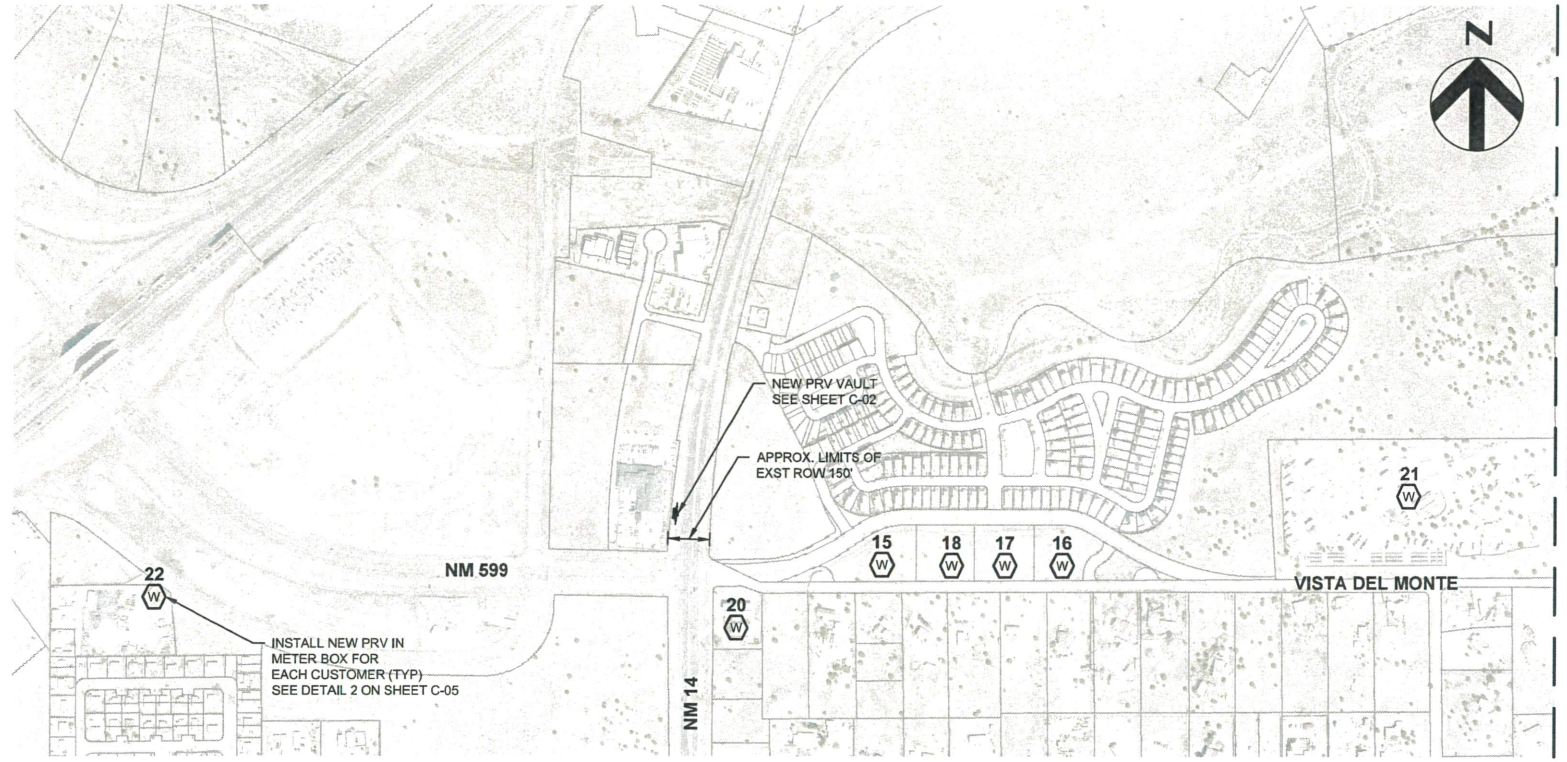 N
NEW PRV VAULT
SEE SHEET C-02
APPROX. LIMITS OF
EXST ROW 150'
21
W
15
W
18
W
17
W
16
W
NM 599
VISTA DEL MONTE
22
W
20
W
INSTALL NEW PRV IN
METER BOX FOR
EACH CUSTOMER (TYP)
SEE DETAIL 2 ON SHEET C-05
NM 14